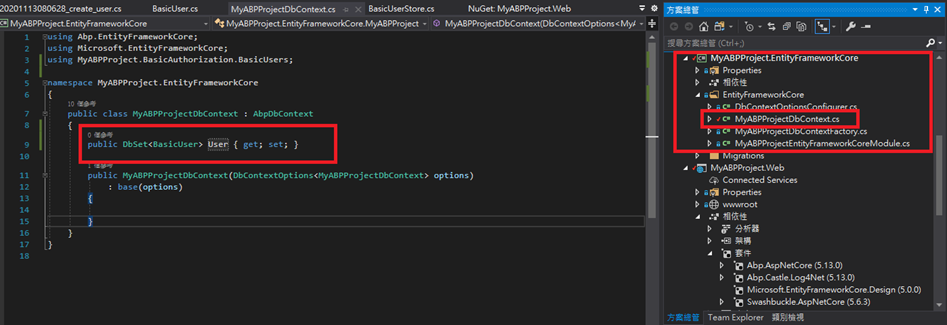 20201113080628_create_user.cs
BasicUser.cs
MyABPProjectDbContext.cs
BasicUserStore.cs
NuGet: MyABP.Project.Web
MyABPProject.EntityFrameworkCore
MyABPProject.EntityFrameworkCore.MyABPProject
MyABPProjectDbContext(DbContextOptions<MyA
1 using Abp.EntityFrameworkCore;
2 using Microsoft.EntityFrameworkCore;
3 using MyABPProject.BasicAuthorization.BasicUsers;
4
5 namespace MyABPProject.EntityFrameworkCore
6 {
10 個參考
7 public class MyABPProjectDbContext : AbpDbContext
8 {
0 個參考
9 public DbSet<BasicUser> User { get; set; }
10
1 個參考
11 public MyABPProjectDbContext(DbContextOptions<MyABPProjectDbContext> options)
12 : base(options)
13 {
14
15 }
16 }
17 }
18
方案總管
搜尋方案總管 (Ctrl+;)
MyABPProject.EntityFrameworkCore
Properties
相依性
EntityFrameworkCore
DbContextOptionsConfigurer.cs
MyABPProjectDbContext.cs
MyABPProjectDbContextFactory.cs
MyABPProjectEntityFrameworkCoreModule.cs
Migrations
MyABPProject.Web
Connected Services
Properties
wwwroot
相依性
分析器
架構
套件
Abp.AspNetCore (5.13.0)
Abp.Castle.Log4Net (5.13.0)
Microsoft.EntityFrameworkCore.Design (5.0.0)
Swashbuckle.AspNetCore (5.6.3)
方案總管 Team Explorer 類別檢視